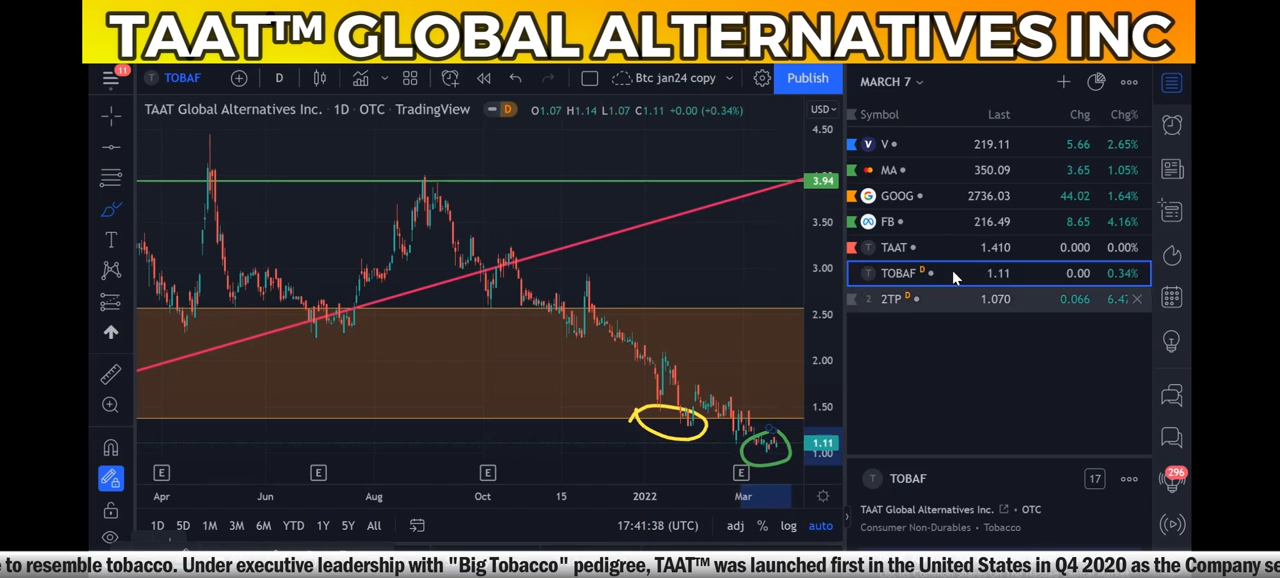 TAAT™ GLOBAL ALTERNATIVES INC
11
T TOBAF D Btc jan24 copy Publish
MARCH 7
TAAT Global Alternatives Inc. · 1D · OTC · TradingView D O1.07 H1.14 L1.07 C1.11 +0.00 (+0.34%) USD
Symbol Last Chg Chg%
V V 219.11 5.66 2.65%
MA 350.09 3.65 1.05%
G GOOG 2736.03 44.02 1.64%
FB 216.49 8.65 4.16%
T TAAT 1.410 0.000 0.00%
T TOBAF D 1.11 0.00 0.34%
2 2TP D 1.070 0.066 6.47
4.50
3.94
3.50
3.00
2.50
2.00
1.50
1.11
1.00
E E E E
Apr Jun Aug Oct 15 2022 Mar
1D 5D 1M 3M 6M YTD 1Y 5Y All 17:41:38 (UTC) adj % log auto
T TOBAF 17
TAAT Global Alternatives Inc. · OTC
Consumer Non-Durables · Tobacco
296
e to resemble tobacco. Under executive leadership with "Big Tobacco" pedigree, TAAT™ was launched first in the United States in Q4 2020 as the Company se